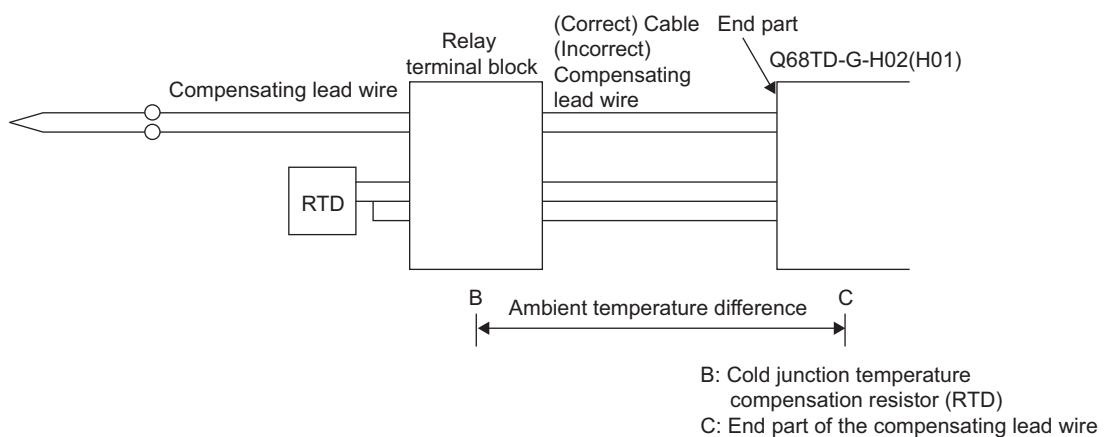 Relay
terminal block
(Correct) Cable
(Incorrect)
Compensating
lead wire
End part
Q68TD-G-H02(H01)
Compensating lead wire
RTD
B
Ambient temperature difference
C
B: Cold junction temperature
compensation resistor (RTD)
C: End part of the compensating lead wire